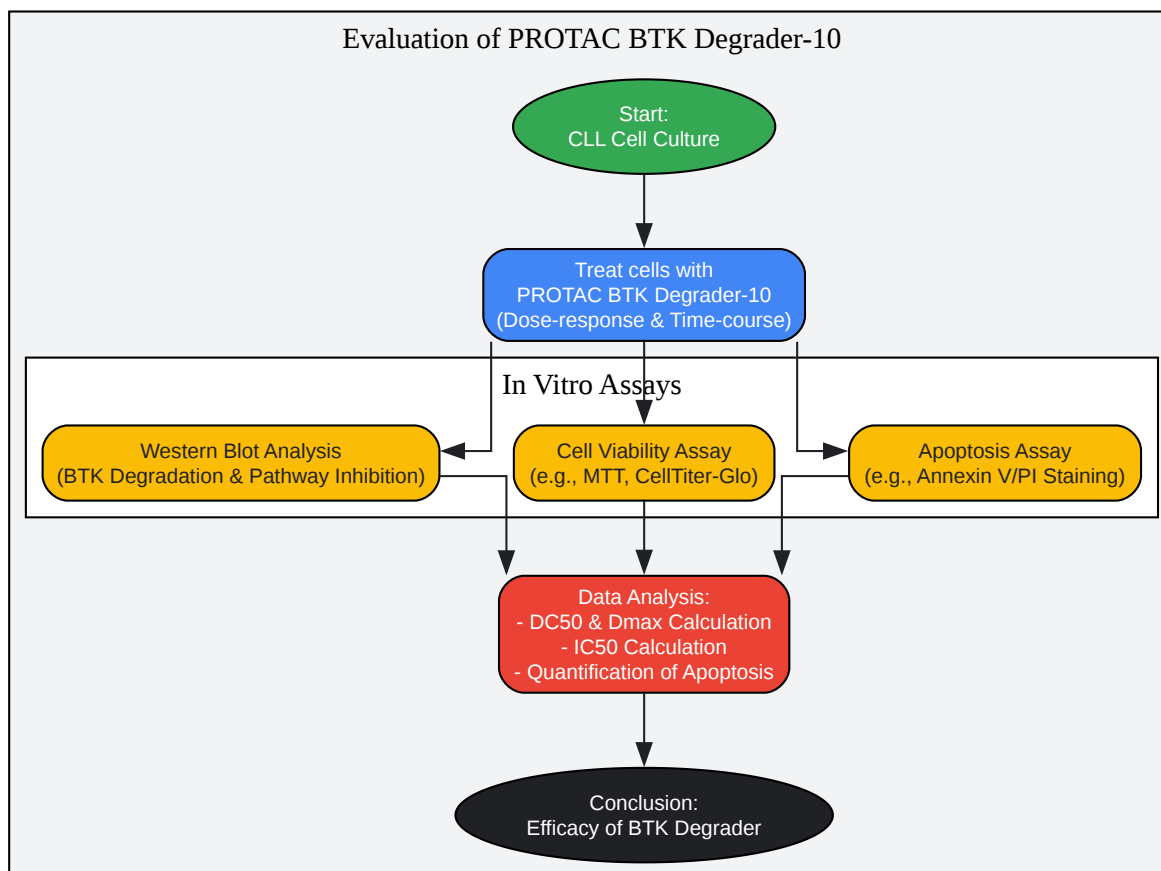 Evaluation of PROTAC BTK Degrader-10
Start:
CLL Cell Culture
Treat cells with
PROTAC BTK Degrader-10
(Dose-response & Time-course)
In Vitro Assays
Western Blot Analysis
(BTK Degradation & Pathway Inhibition)
Cell Viability Assay
(e.g., MTT, CellTiter-Glo)
Apoptosis Assay
(e.g., Annexin V/PI Staining)
Data Analysis:
- DC50 & Dmax Calculation
- IC50 Calculation
- Quantification of Apoptosis
Conclusion:
Efficacy of BTK Degrader